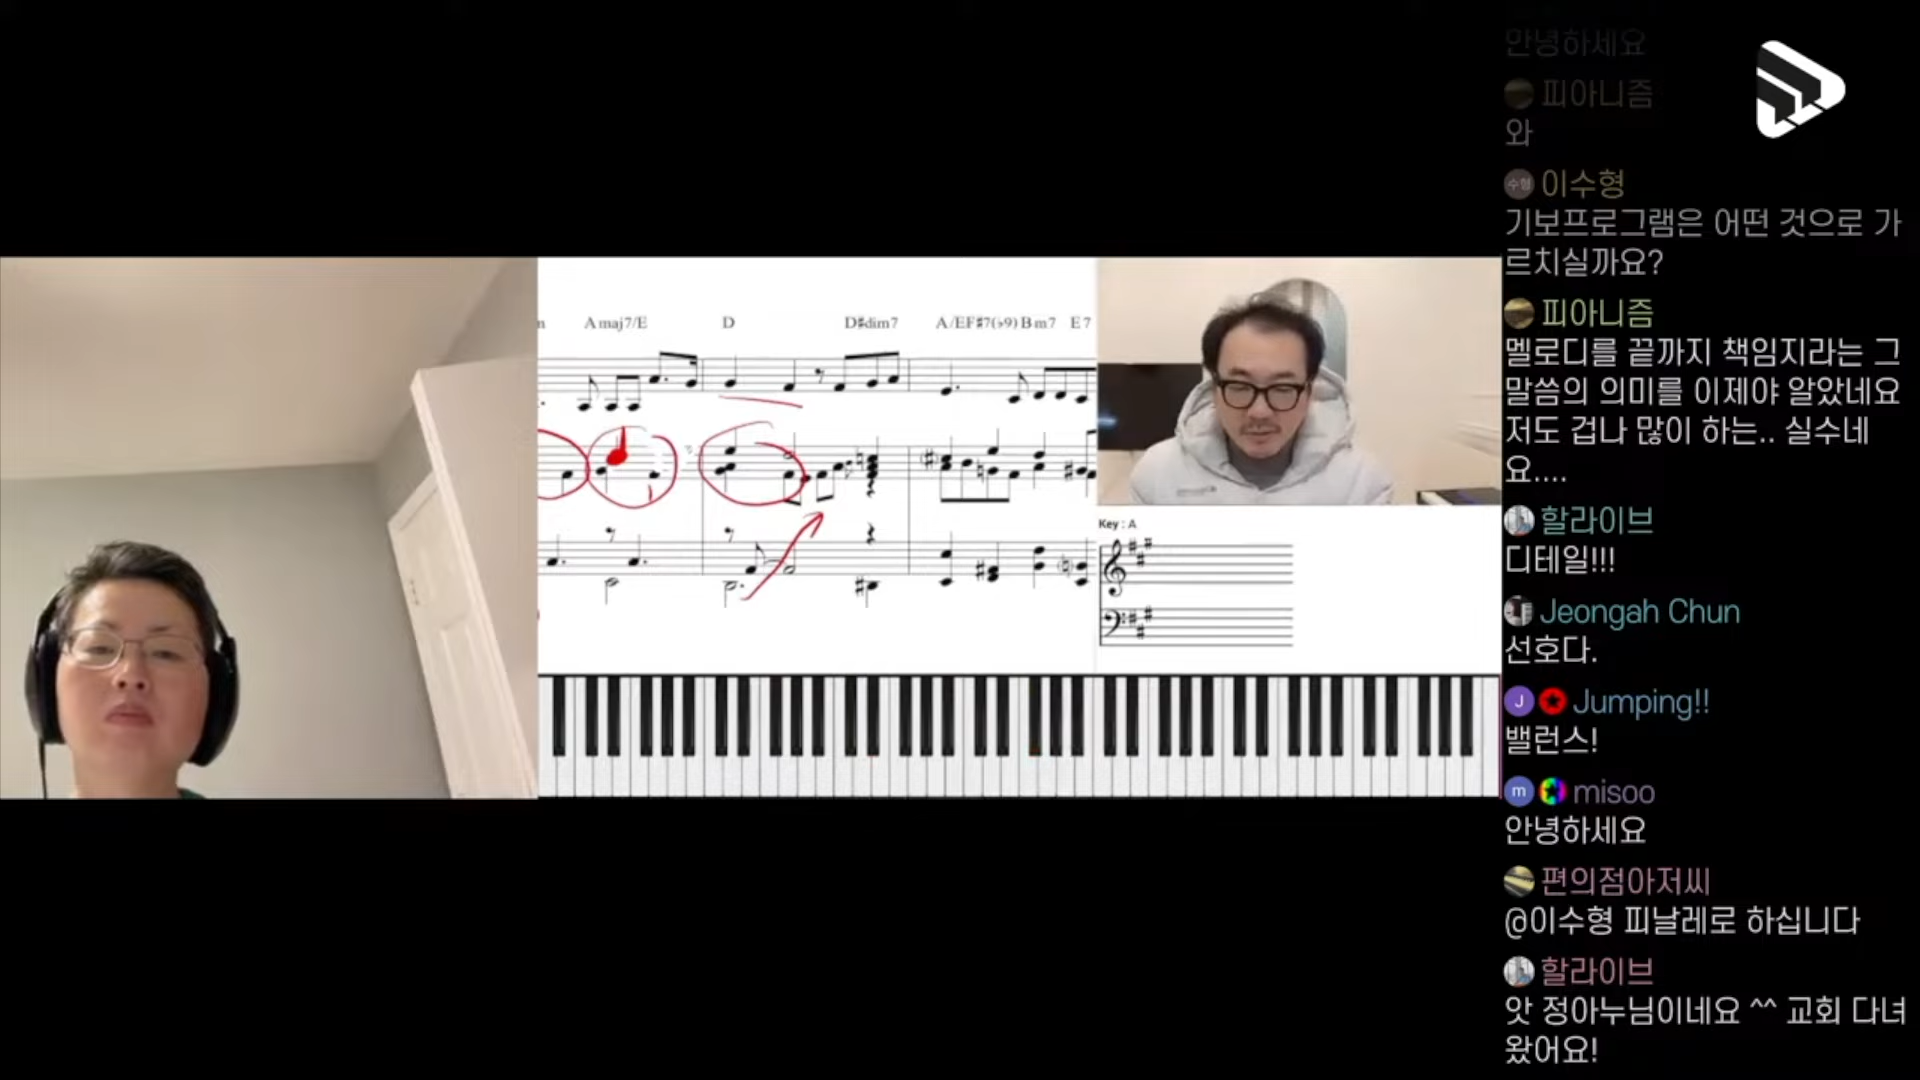 Amaj7/E D D#dim7 A/E F#7(♭9) Bm7 E7
Key : A
안녕하세요
피아니즘
와
수형 이수형
기보프로그램은 어떤 것으로 가
르치실까요?
피아니즘
멜로디를 끝까지 책임지라는 그
말씀의 의미를 이제야 알았네요
저도 겁나 많이 하는.. 실수네
요....
할라이브
디테일!!!
Jeongah Chun
선호다.
J Jumping!!
밸런스!
m misoo
안녕하세요
편의점아저씨
@이수형 피날레로 하십니다
할라이브
앗 정아누님이네요 ^^ 교회 다녀
왔어요!